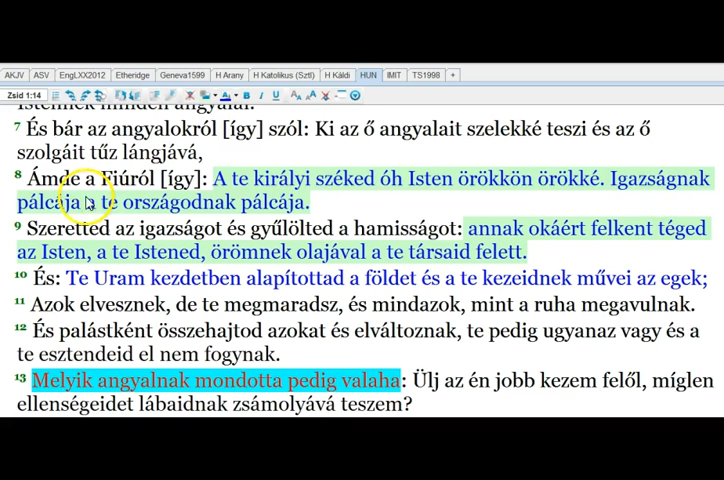 AKJV ASV EngLXX2012 Etheridge Geneva1599 H Arany H Katolikus (Sztl) H Káldi HUN IMIT TS1998 +
Zsid 1:14 B I U
Istennek minden angyalai.
7 És bár az angyalokról [így] szól: Ki az ő angyalait szelekké teszi és az ő
szolgáit tűz lángjává,
8 Ámde a Fiúról [így]: A te királyi széked óh Isten örökkön örökké. Igazságnak
pálcája a te országodnak pálcája.
9 Szeretted az igazságot és gyűlölted a hamisságot: annak okáért felkent téged
az Isten, a te Istened, örömnek olajával a te társaid felett.
10 És: Te Uram kezdetben alapítottad a földet és a te kezeidnek művei az egek;
11 Azok elvesznek, de te megmaradsz, és mindazok, mint a ruha megavulnak.
12 És palástként összehajtod azokat és elváltoznak, te pedig ugyanaz vagy és a
te esztendeid el nem fogynak.
13 Melyik angyalnak mondotta pedig valaha: Ülj az én jobb kezem felől, míglen
ellenségeidet lábaidnak zsámolyává teszem?